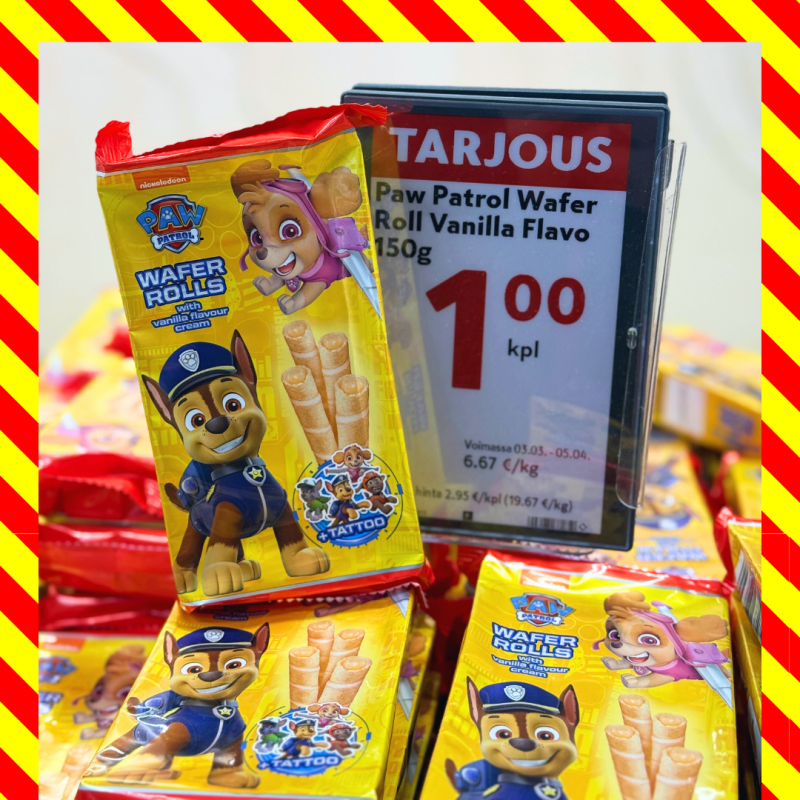 nickelodeon
PAW
PATROL
WAFER
ROLLS
with
vanilla flavour
cream
+TATTOO
TARJOUS
Paw Patrol Wafer
Roll Vanilla Flavo
150g
1 00
kpl
Voimassa 03.03. - 05.04.
6.67 €/kg
hinta 2.95 €/kpl (19.67 €/kg)
PAW
PATROL
WAFER
ROLLS
with
vanilla flavour
cream
+TATTOO